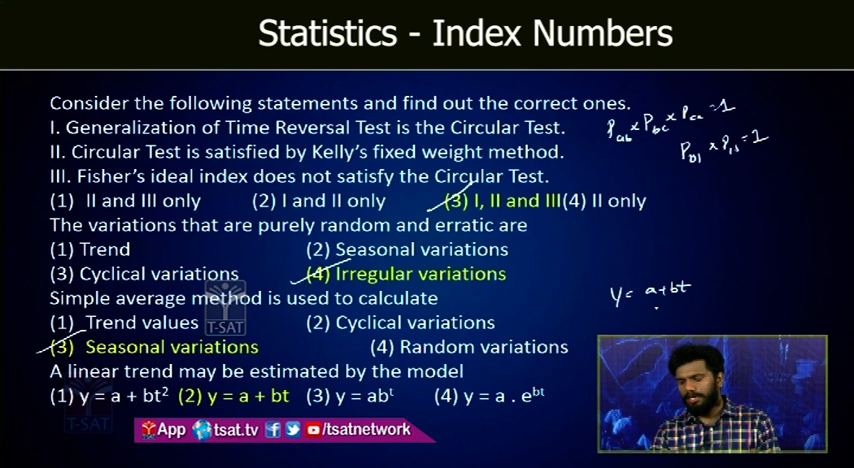 Statistics - Index Numbers
Consider the following statements and find out the correct ones.
I. Generalization of Time Reversal Test is the Circular Test.
II. Circular Test is satisfied by Kelly's fixed weight method.
III. Fisher's ideal index does not satisfy the Circular Test.
(1) II and III only (2) I and II only (3) I, II and III (4) II only
Pab × Pbc × Pca = 1
P01 × P10 = 1
The variations that are purely random and erratic are
(1) Trend (2) Seasonal variations
(3) Cyclical variations (4) Irregular variations
Simple average method is used to calculate
(1) Trend values (2) Cyclical variations
(3) Seasonal variations (4) Random variations
y = a + bt
A linear trend may be estimated by the model
(1) y = a + bt² (2) y = a + bt (3) y = abᵗ (4) y = a . eᵇᵗ
T-SAT
T-SAT
App tsat.tv /tsatnetwork